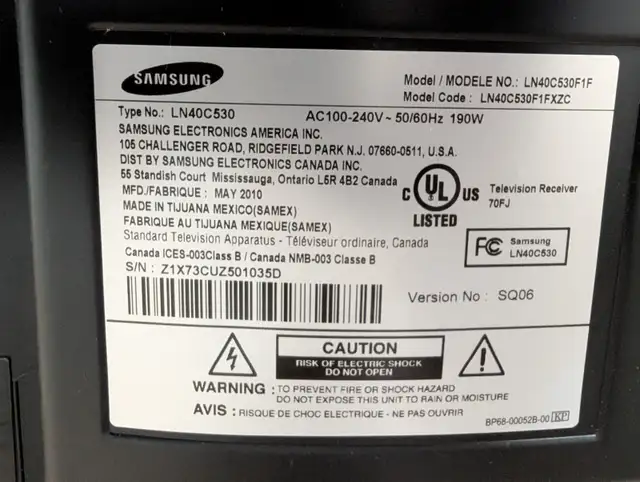 SAMSUNG
Model / MODELE NO.: LN40C530F1F
Model Code : LN40C530F1FXZC
Type No.: LN40C530 AC100-240V~ 50/60Hz 190W
SAMSUNG ELECTRONICS AMERICA INC.
105 CHALLENGER ROAD, RIDGEFIELD PARK N.J. 07660-0511, U.S.A.
DIST BY SAMSUNG ELECTRONICS CANADA INC.
55 Standish Court Mississauga, Ontario L5R 4B2 Canada
MFD/FABRIQUE : MAY 2010
MADE IN TIJUANA MEXICO(SAMEX)
FABRIQUE AU TIJUANA MEXIQUE(SAMEX)
Standard Television Apparatus - Téléviseur ordinaire, Canada
Canada ICES-003Class B / Canada NMB-003 Classe B
S/N : Z1X73CUZ501035D
C UL US
LISTED
Television Receiver
70FJ
FC Samsung
LN40C530
Version No : SQ06
CAUTION
RISK OF ELECTRIC SHOCK
DO NOT OPEN
WARNING : TO PREVENT FIRE OR SHOCK HAZARD
DO NOT EXPOSE THIS UNIT TO RAIN OR MOISTURE
AVIS : RISQUE DE CHOC ELECTRIQUE - NE PAS OUVRIR
BP68-00052B-00 KP